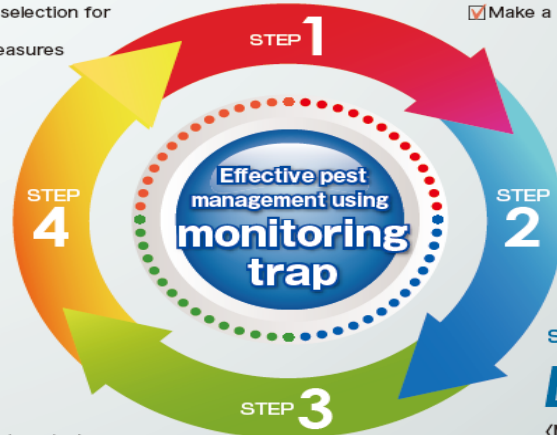 selection for
Make a
easures
STEP 1
STEP 4
STEP 2
Effective pest
management using
monitoring
trap
STEP 3